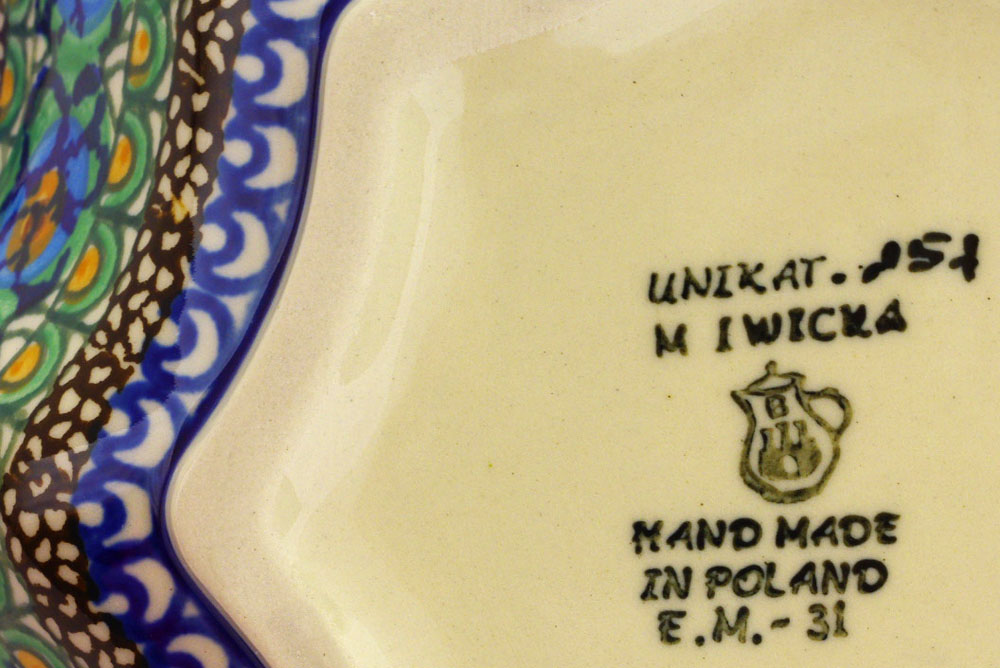 UNIKAT.
M IWICKA
B
HAND MADE
IN POLAND
E.M.-31